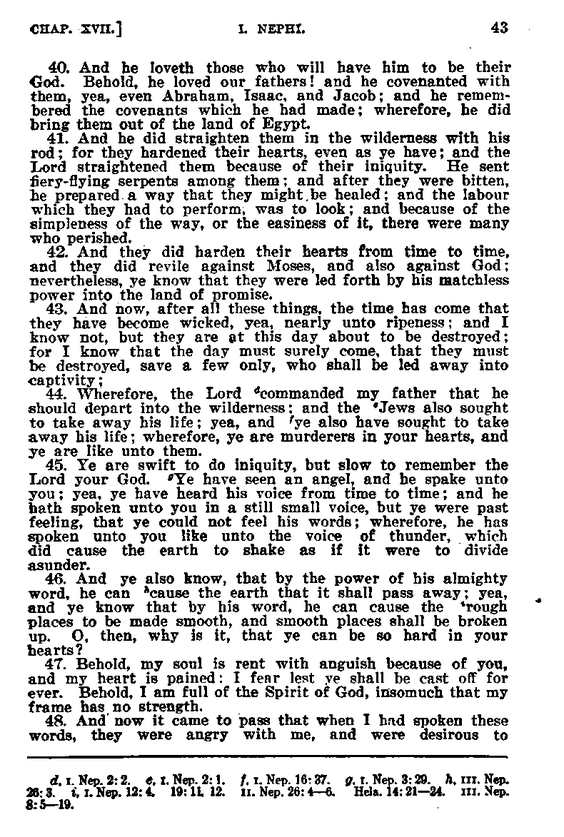 CHAP. XVII.] I. NEPHI. 43
40. And he loveth those who will have him to be their
God. Behold, he loved our fathers! and he covenanted with
them, yea, even Abraham, Isaac, and Jacob; and he remem-
bered the covenants which he had made; wherefore, he did
bring them out of the land of Egypt.
41. And he did straighten them in the wilderness with his
rod; for they hardened their hearts, even as ye have; and the
Lord straightened them because of their iniquity. He sent
fiery-flying serpents among them; and after they were bitten,
he prepared a way that they might be healed; and the labour
which they had to perform, was to look; and because of the
simpleness of the way, or the easiness of it, there were many
who perished.
42. And they did harden their hearts from time to time,
and they did revile against Moses, and also against God;
nevertheless, ye know that they were led forth by his matchless
power into the land of promise.
43. And now, after all these things, the time has come that
they have become wicked, yea, nearly unto ripeness; and I
know not, but they are at this day about to be destroyed;
for I know that the day must surely come, that they must
be destroyed, save a few only, who shall be led away into
captivity;
44. Wherefore, the Lord dcommanded my father that he
should depart into the wilderness; and the eJews also sought
to take away his life; yea, and fye also have sought to take
away his life; wherefore, ye are murderers in your hearts, and
ye are like unto them.
45. Ye are swift to do iniquity, but slow to remember the
Lord your God. gYe have seen an angel, and he spake unto
you; yea, ye have heard his voice from time to time; and he
hath spoken unto you in a still small voice, but ye were past
feeling, that ye could not feel his words; wherefore, he has
spoken unto you like unto the voice of thunder, which
did cause the earth to shake as if it were to divide
asunder.
46. And ye also know, that by the power of his almighty
word, he can hcause the earth that it shall pass away; yea,
and ye know that by his word, he can cause the irough
places to be made smooth, and smooth places shall be broken
up. O, then, why is it, that ye can be so hard in your
hearts?
47. Behold, my soul is rent with anguish because of you,
and my heart is pained: I fear lest ye shall be cast off for
ever. Behold, I am full of the Spirit of God, insomuch that my
frame has no strength.
48. And now it came to pass that when I had spoken these
words, they were angry with me, and were desirous to
d, I. Nep. 2: 2. e, I. Nep. 2: 1. f, I. Nep. 16: 37. g, I. Nep. 3: 29. h, III. Nep.
26: 3. i, I. Nep. 12: 4. 19: 11, 12. II. Nep. 26: 4—6. Hela. 14: 21—24. III. Nep.
8: 5—19.